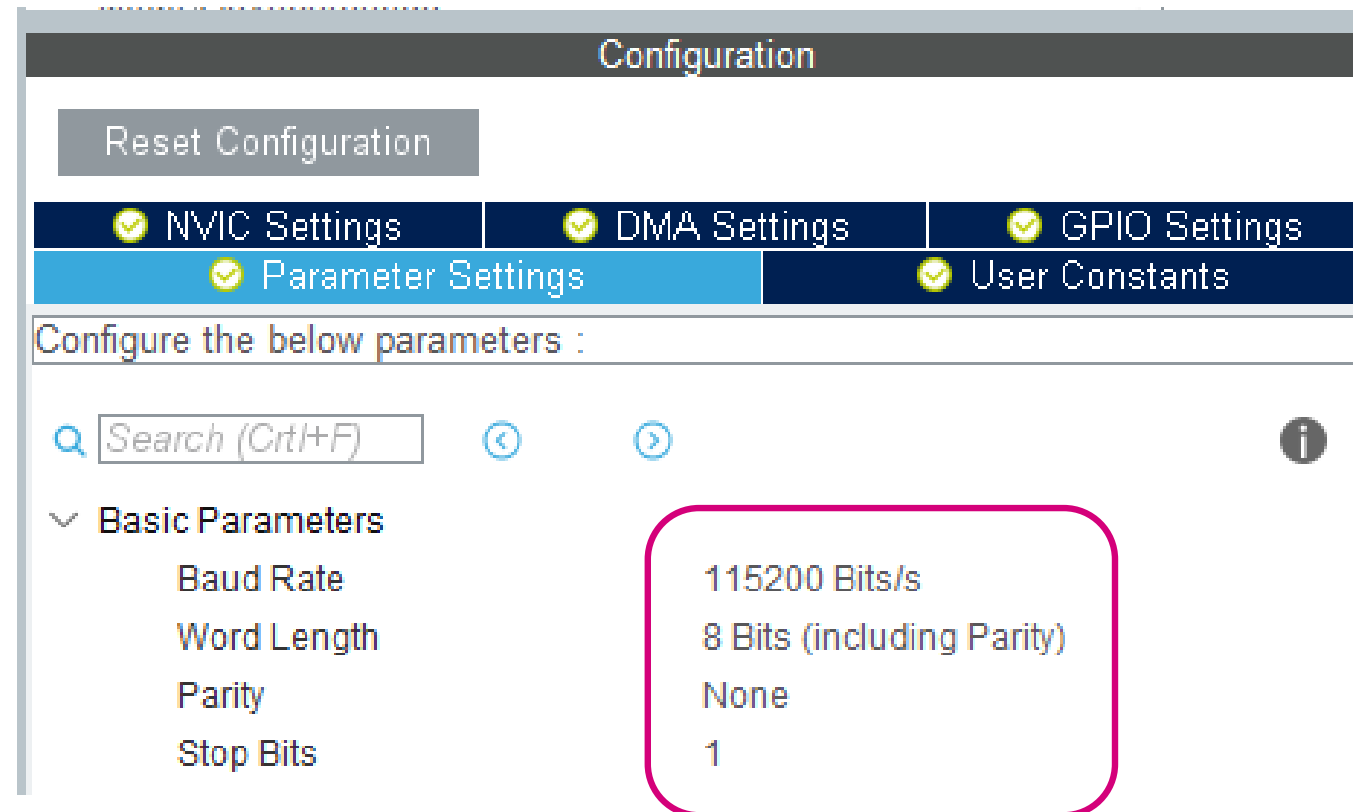 Configuration
Reset Configuration
NVIC Settings DMA Settings GPIO Settings
Parameter Settings User Constants
Configure the below parameters :
Search (Crtl+F)
Basic Parameters
Baud Rate 115200 Bits/s
Word Length 8 Bits (including Parity)
Parity None
Stop Bits 1